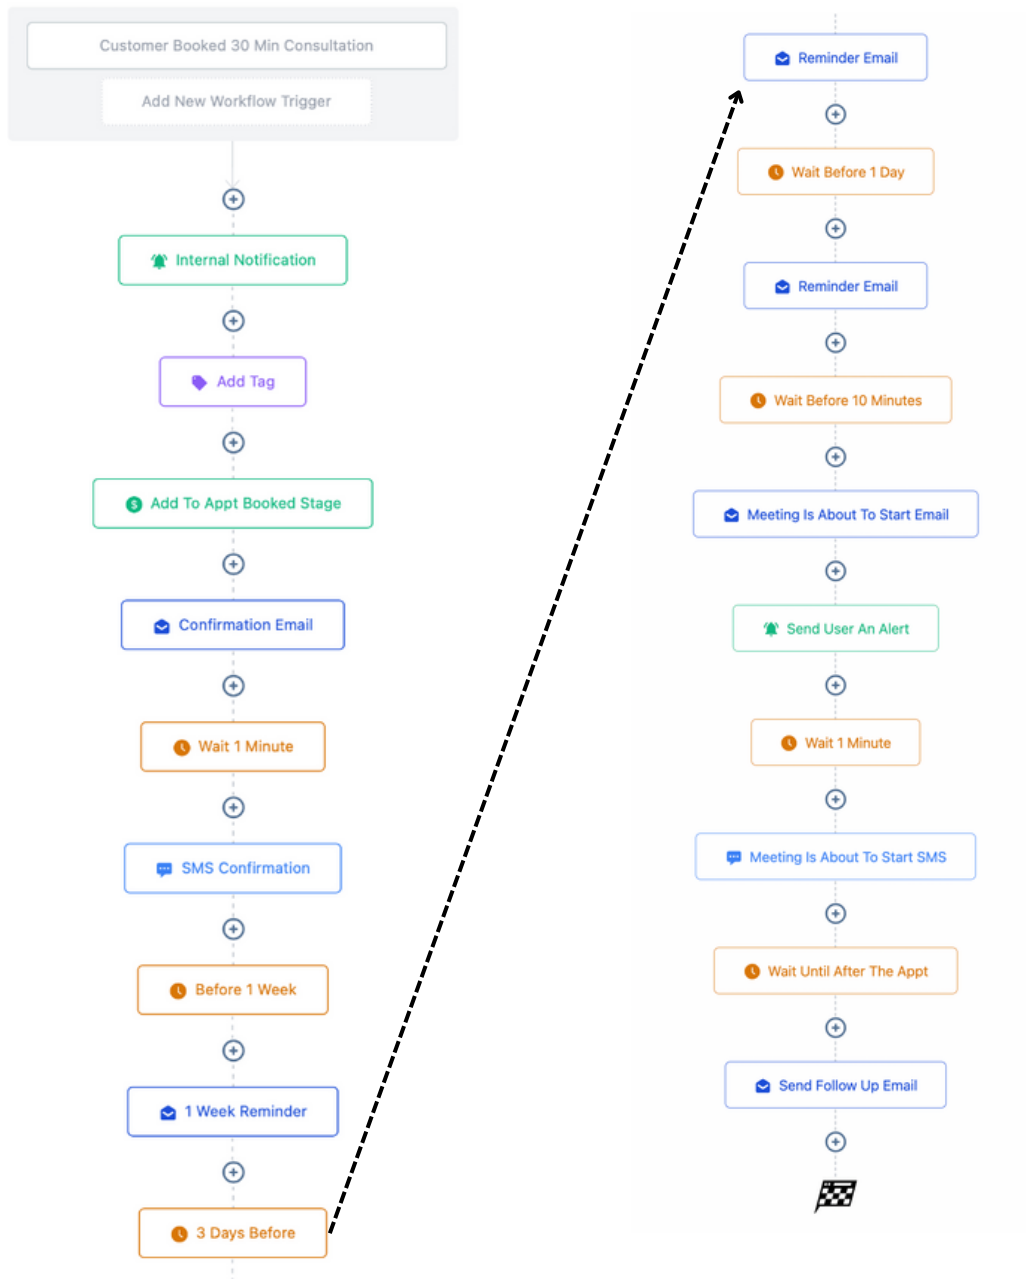 Customer Booked 30 Min Consultation
Add New Workflow Trigger
Internal Notification
Add Tag
Add To Appt Booked Stage
Confirmation Email
Wait 1 Minute
SMS Confirmation
Before 1 Week
1 Week Reminder
3 Days Before
Reminder Email
Wait Before 1 Day
Reminder Email
Wait Before 10 Minutes
Meeting Is About To Start Email
Send User An Alert
Wait 1 Minute
Meeting Is About To Start SMS
Wait Until After The Appt
Send Follow Up Email